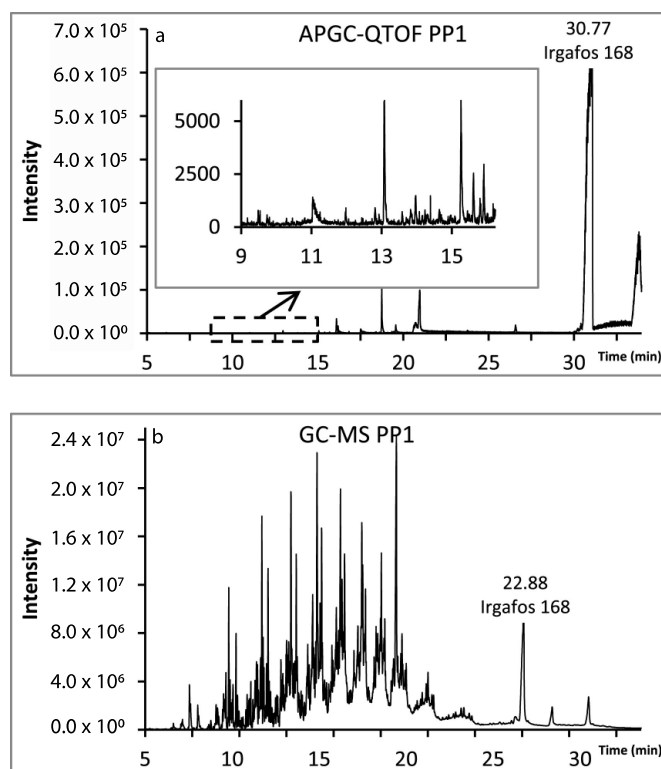 a
APGC-QTOF PP1
30.77
Irgafos 168
7.0 x 10⁵
6.0 x 10⁵
5.0 x 10⁵
4.0 x 10⁵
3.0 x 10⁵
2.0 x 10⁵
1.0 x 10⁵
0.0 x 10⁰
Intensity
5000
2500
0
9 11 13 15
5 10 15 20 25 30 Time (min)
b
GC-MS PP1
2.4 x 10⁷
2.0 x 10⁷
1.6 x 10⁷
1.2 x 10⁷
8.0 x 10⁶
4.0 x 10⁶
0.0 x 10⁰
Intensity
22.88
Irgafos 168
5 10 15 20 25 30 Time (min)